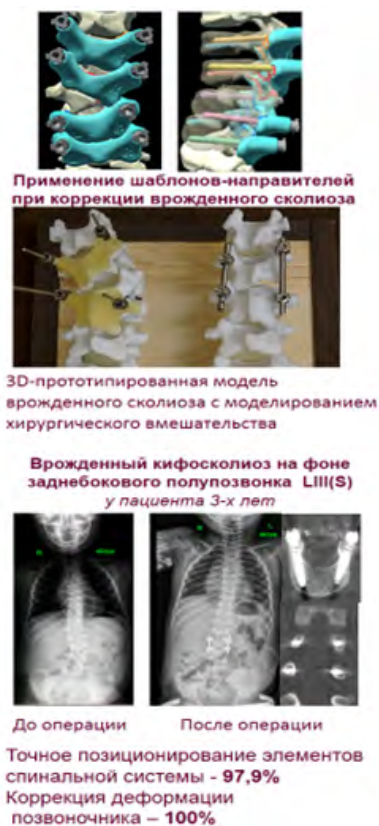 Применение шаблонов-направителей
при коррекции врожденного сколиоза
3D-прототипированная модель
врожденного сколиоза с моделированием
хирургического вмешательства
Врожденный кифосколиоз на фоне
заднебокового полупозвонка LIII(S)
у пациента 3-х лет
До операции
После операции
Точное позиционирование элементов
спинальной системы - 97,9%
Коррекция деформации
позвоночника – 100%